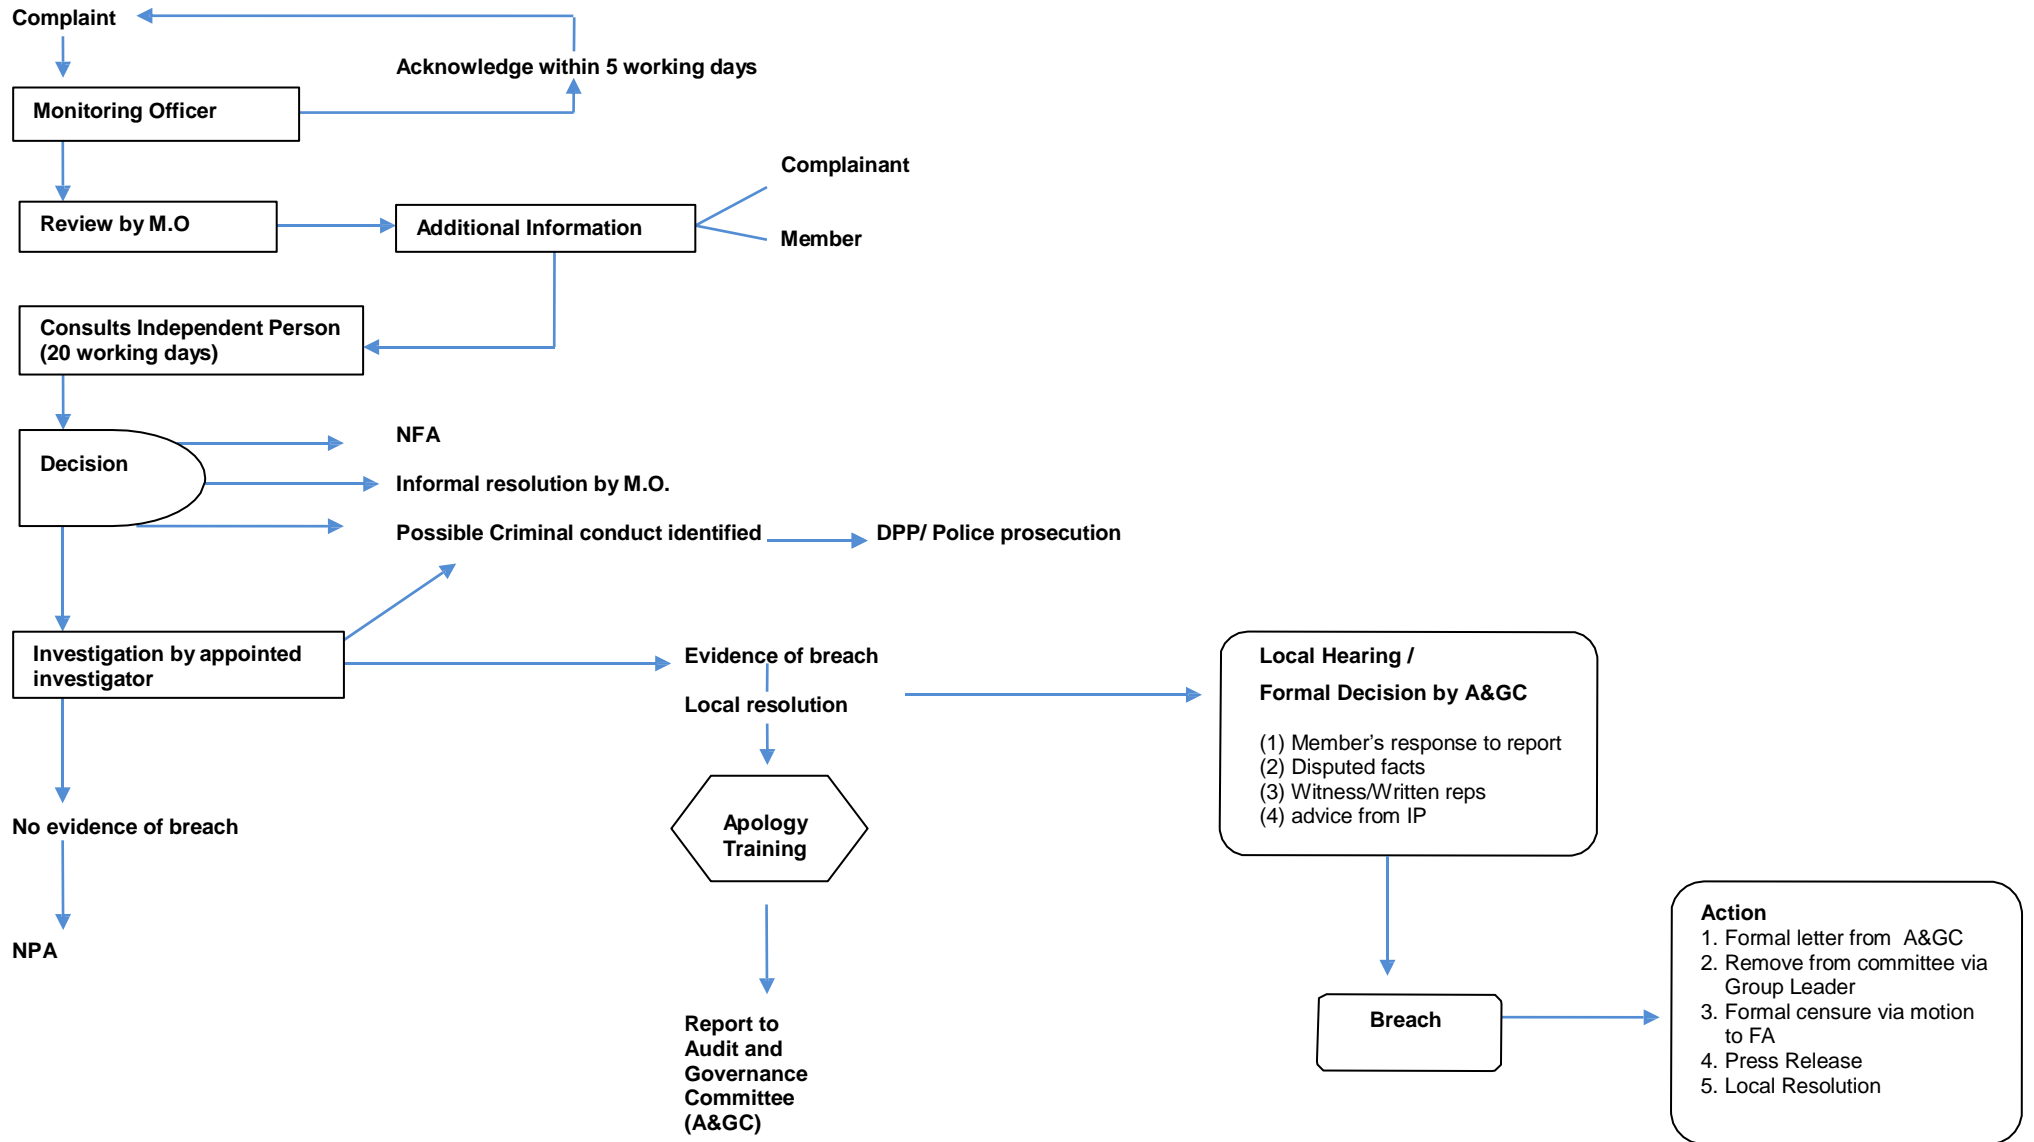 Complaint
Acknowledge within 5 working days
Monitoring Officer
Complainant
Review by M.O
Additional Information
Member
Consults Independent Person
(20 working days)
NFA
Decision
Informal resolution by M.O.
Possible Criminal conduct identified
DPP/ Police prosecution
Investigation by appointed
investigator
Evidence of breach
Local resolution
Local Hearing /
Formal Decision by A&GC
(1) Member’s response to report
(2) Disputed facts
(3) Witness/Written reps
(4) advice from IP
No evidence of breach
Apology
Training
NPA
Report to
Audit and
Governance
Committee
(A&GC)
Breach
Action
1. Formal letter from A&GC
2. Remove from committee via
Group Leader
3. Formal censure via motion
to FA
4. Press Release
5. Local Resolution